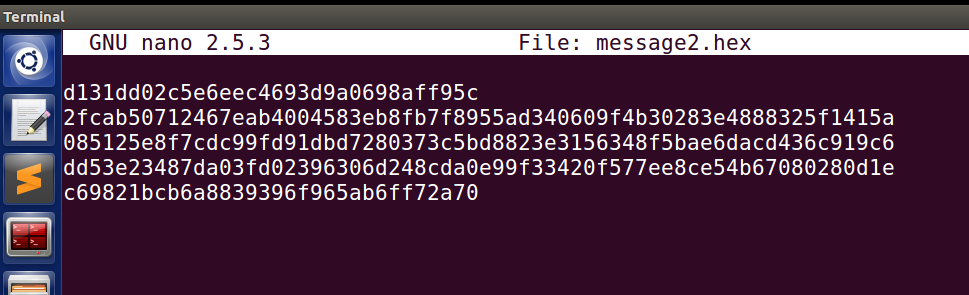 Terminal
GNU nano 2.5.3 File: message2.hex
d131dd02c5e6eec4693d9a0698aff95c
2fcab50712467eab4004583eb8fb7f8955ad340609f4b30283e4888325f1415a
085125e8f7cdc99fd91dbd7280373c5bd8823e3156348f5bae6dacd436c919c6
dd53e23487da03fd02396306d248cda0e99f33420f577ee8ce54b67080280d1e
c69821bcb6a8839396f965ab6ff72a70